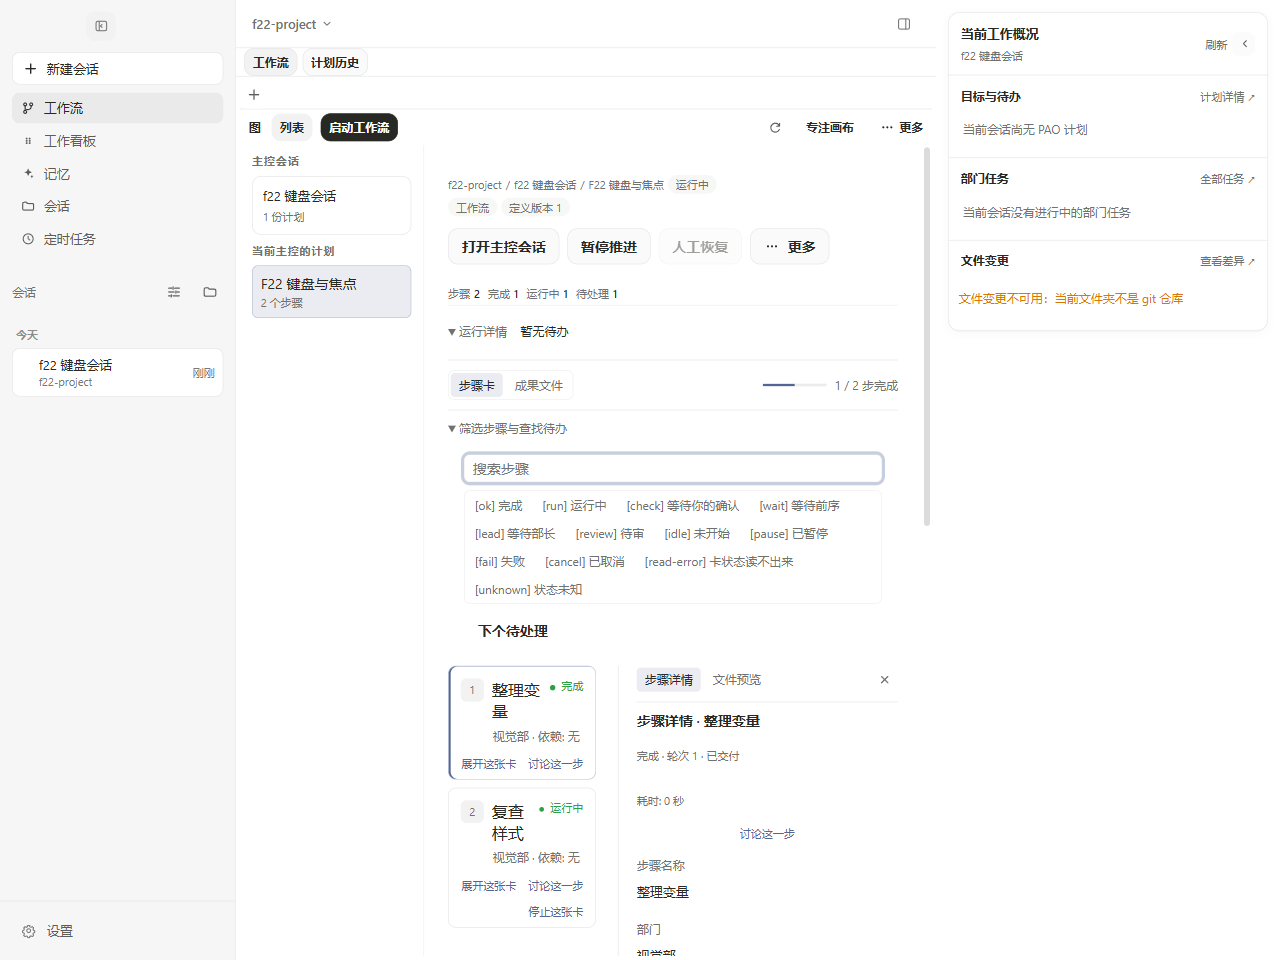 新建会话
工作流
工作看板
记忆
会话
定时任务
会话
今天
f22 键盘会话
f22-project
刚刚
设置
f22-project
工作流
计划历史
图
列表
启动工作流
专注画布
更多
主控会话
f22 键盘会话
1 份计划
当前主控的计划
F22 键盘与焦点
2 个步骤
f22-project / f22 键盘会话 / F22 键盘与焦点 运行中
工作流 定义版本 1
打开主控会话
暂停推进
人工恢复
更多
步骤 2 完成 1 运行中 1 待处理 1
运行详情 暂无待办
步骤卡
成果文件
1 / 2 步完成
筛选步骤与查找待办
搜索步骤
[ok] 完成 [run] 运行中 [check] 等待你的确认 [wait] 等待前序
[lead] 等待部长 [review] 待审 [idle] 未开始 [pause] 已暂停
[fail] 失败 [cancel] 已取消 [read-error] 卡状态读不出来
[unknown] 状态未知
下个待处理
1 整理变 完成
量
视觉部 · 依赖: 无
展开这张卡 讨论这一步
2 复查 运行中
样式
视觉部 · 依赖: 无
展开这张卡 讨论这一步
停止这张卡
步骤详情
文件预览
步骤详情 · 整理变量
完成 · 轮次 1 · 已交付
耗时: 0 秒
讨论这一步
步骤名称
整理变量
部门
视觉部
当前工作概况
f22 键盘会话
刷新
目标与待办
计划详情
当前会话尚无 PAO 计划
部门任务
全部任务
当前会话没有进行中的部门任务
文件变更
查看差异
文件变更不可用：当前文件夹不是 git 仓库